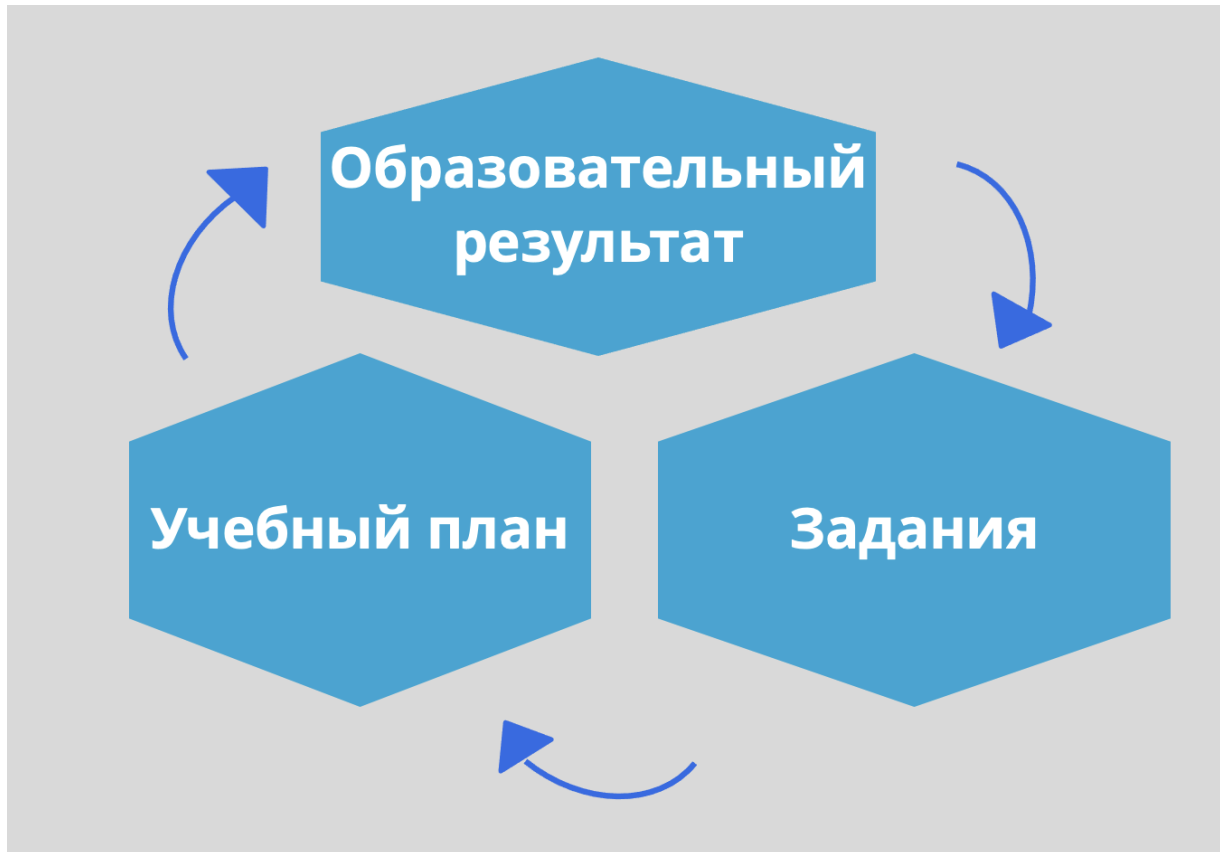 Образовательный
результат
Учебный план
Задания